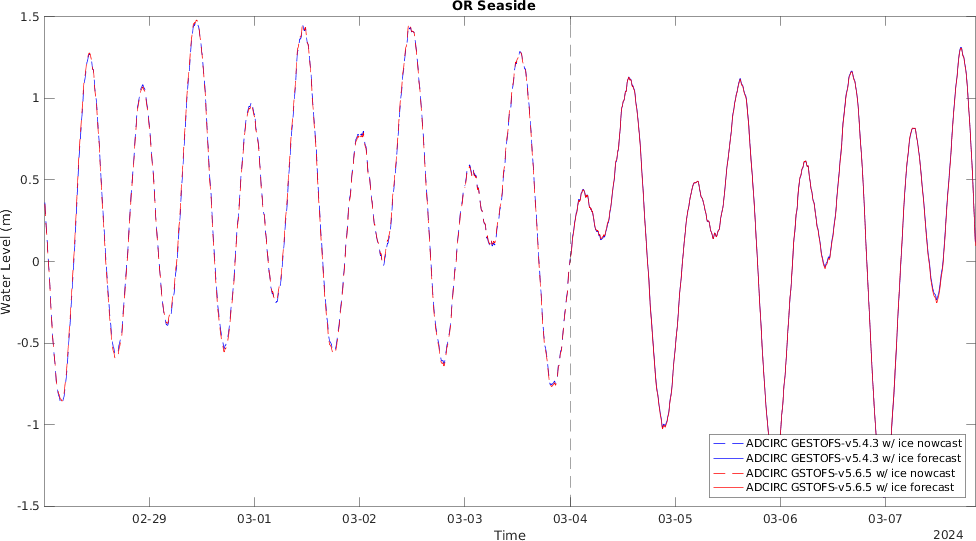 OR Seaside
1.5
1
0.5
0
-0.5
-1
-1.5
Water Level (m)
02-29 03-01 03-02 03-03 03-04 03-05 03-06 03-07
Time
2024
ADCIRC GESTOFS-v5.4.3 w/ ice nowcast
ADCIRC GESTOFS-v5.4.3 w/ ice forecast
ADCIRC GSTOFS-v5.6.5 w/ ice nowcast
ADCIRC GSTOFS-v5.6.5 w/ ice forecast